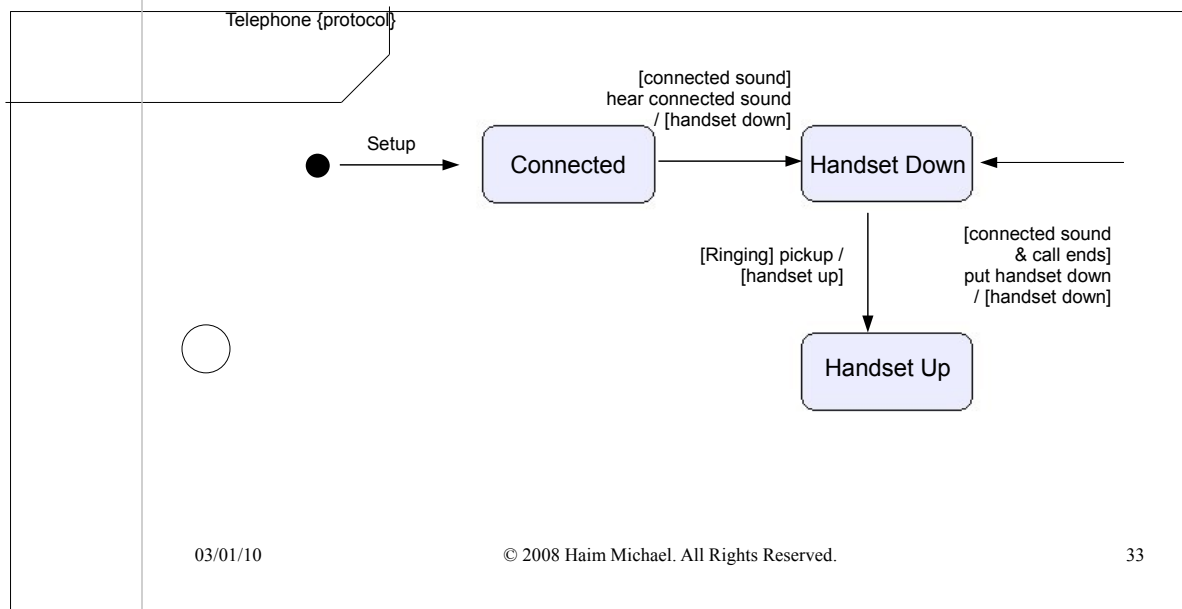 Telephone {protocol}
[connected sound]
hear connected sound
/ [handset down]
Setup
Connected
Handset Down
[Ringing] pickup /
[handset up]
[connected sound
& call ends]
put handset down
/ [handset down]
Handset Up
03/01/10
© 2008 Haim Michael. All Rights Reserved.
33